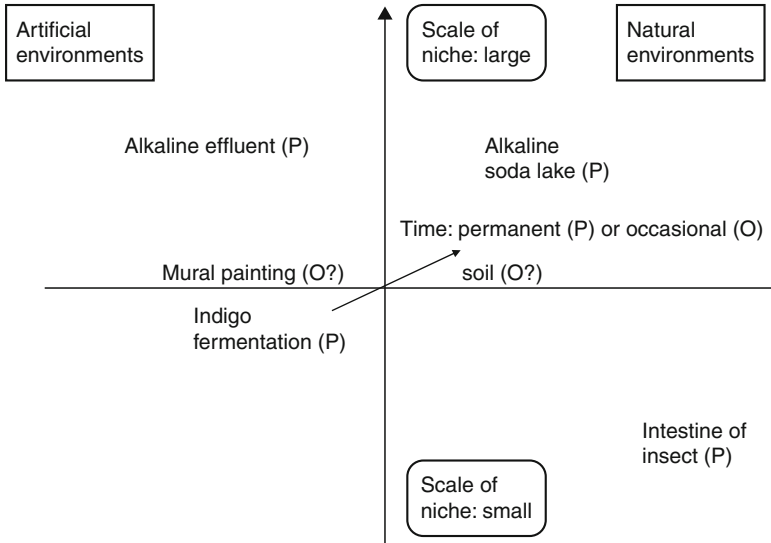 Artificial
environments
Scale of
niche: large
Natural
environments
Alkaline effluent (P)
Alkaline
soda lake (P)
Time: permanent (P) or occasional (O)
Mural painting (O?)
soil (O?)
Indigo
fermentation (P)
Intestine of
insect (P)
Scale of
niche: small